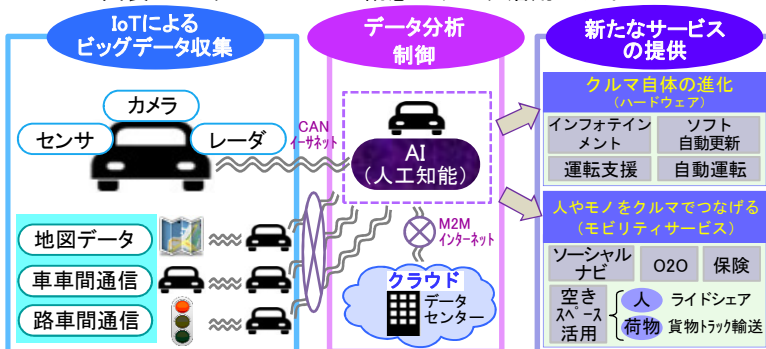 IoTによる
ビッグデータ収集
カメラ
センサ
レーダ
地図データ
車車間通信
路車間通信
データ分析
制御
CAN
イーサネット
AI
(人工知能)
M2M
インターネット
クラウド
データ
センター
新たなサービス
の提供
クルマ自体の進化
(ハードウェア)
インフォテイン
メント
ソフト
自動更新
運転支援
自動運転
人やモノをクルマでつなげる
(モビリティサービス)
ソーシャル
ナビ
O2O
保険
空き
スペース
活用
人 ライドシェア
荷物 貨物トラック輸送